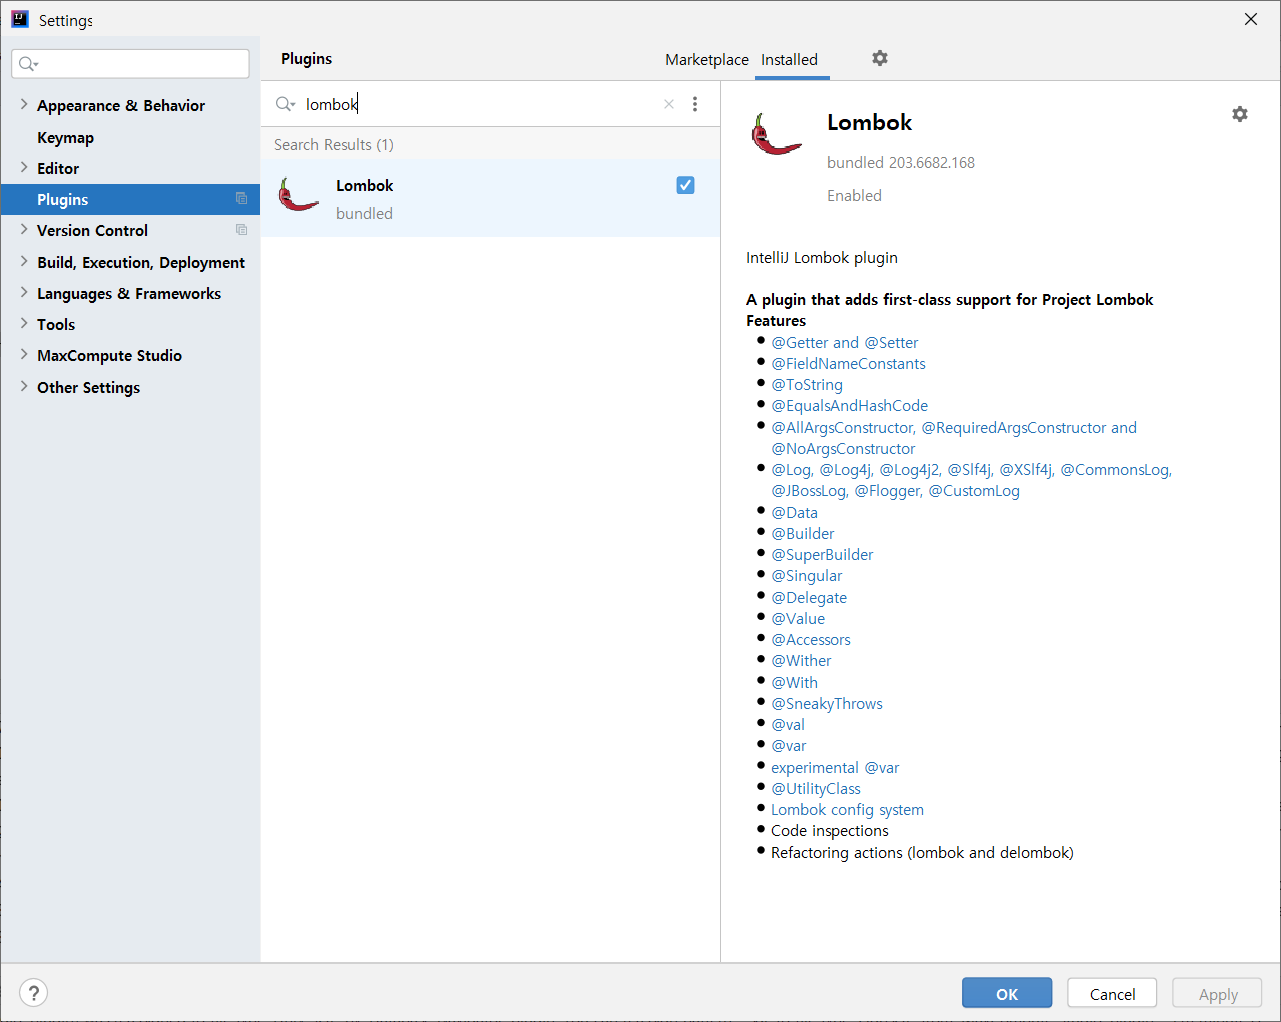 Settings
Plugins
Marketplace
Installed
Appearance & Behavior
Keymap
Editor
Plugins
Version Control
Build, Execution, Deployment
Languages & Frameworks
Tools
MaxCompute Studio
Other Settings
lombok
Search Results (1)
Lombok
bundled
Lombok
bundled 203.6682.168
Enabled
IntelliJ Lombok plugin
A plugin that adds first-class support for Project Lombok
Features
@Getter and @Setter
@FieldNameConstants
@ToString
@EqualsAndHashCode
@AllArgsConstructor, @RequiredArgsConstructor and
@NoArgsConstructor
@Log, @Log4j, @Log4j2, @Slf4j, @XSlf4j, @CommonsLog,
@JBossLog, @Flogger, @CustomLog
@Data
@Builder
@SuperBuilder
@Singular
@Delegate
@Value
@Accessors
@Wither
@With
@SneakyThrows
@val
@var
experimental @var
@UtilityClass
Lombok config system
Code inspections
Refactoring actions (lombok and delombok)
?
OK
Cancel
Apply